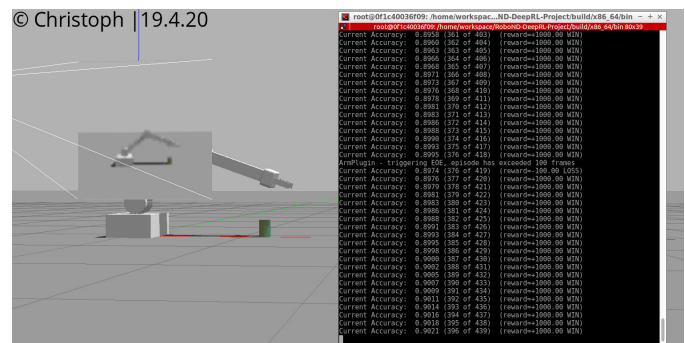 © Christoph |19.4.20
root@0f1c40036f09: /home/workspac...ND-DeepRL-Project/build/x86_64/bin
root@0f1c40036f09: /home/workspace/RoboND-DeepRL-Project/build/x86_64/bin 80x39
Current Accuracy: 0.8958 (361 of 403) (reward=+1000.00 WIN)
Current Accuracy: 0.8960 (362 of 404) (reward=+1000.00 WIN)
Current Accuracy: 0.8963 (363 of 405) (reward=+1000.00 WIN)
Current Accuracy: 0.8966 (364 of 406) (reward=+1000.00 WIN)
Current Accuracy: 0.8968 (365 of 407) (reward=+1000.00 WIN)
Current Accuracy: 0.8971 (366 of 408) (reward=+1000.00 WIN)
Current Accuracy: 0.8973 (367 of 409) (reward=+1000.00 WIN)
Current Accuracy: 0.8976 (368 of 410) (reward=+1000.00 WIN)
Current Accuracy: 0.8978 (369 of 411) (reward=+1000.00 WIN)
Current Accuracy: 0.8981 (370 of 412) (reward=+1000.00 WIN)
Current Accuracy: 0.8983 (371 of 413) (reward=+1000.00 WIN)
Current Accuracy: 0.8986 (372 of 414) (reward=+1000.00 WIN)
Current Accuracy: 0.8988 (373 of 415) (reward=+1000.00 WIN)
Current Accuracy: 0.8990 (374 of 416) (reward=+1000.00 WIN)
Current Accuracy: 0.8993 (375 of 417) (reward=+1000.00 WIN)
Current Accuracy: 0.8995 (376 of 418) (reward=+1000.00 WIN)
ArmPlugin - triggering EOE, episode has exceeded 100 frames
Current Accuracy: 0.8974 (376 of 419) (reward=-100.00 LOSS)
Current Accuracy: 0.8976 (377 of 420) (reward=+1000.00 WIN)
Current Accuracy: 0.8979 (378 of 421) (reward=+1000.00 WIN)
Current Accuracy: 0.8981 (379 of 422) (reward=+1000.00 WIN)
Current Accuracy: 0.8983 (380 of 423) (reward=+1000.00 WIN)
Current Accuracy: 0.8986 (381 of 424) (reward=+1000.00 WIN)
Current Accuracy: 0.8988 (382 of 425) (reward=+1000.00 WIN)
Current Accuracy: 0.8991 (383 of 426) (reward=+1000.00 WIN)
Current Accuracy: 0.8993 (384 of 427) (reward=+1000.00 WIN)
Current Accuracy: 0.8995 (385 of 428) (reward=+1000.00 WIN)
Current Accuracy: 0.8998 (386 of 429) (reward=+1000.00 WIN)
Current Accuracy: 0.9000 (387 of 430) (reward=+1000.00 WIN)
Current Accuracy: 0.9002 (388 of 431) (reward=+1000.00 WIN)
Current Accuracy: 0.9005 (389 of 432) (reward=+1000.00 WIN)
Current Accuracy: 0.9007 (390 of 433) (reward=+1000.00 WIN)
Current Accuracy: 0.9009 (391 of 434) (reward=+1000.00 WIN)
Current Accuracy: 0.9011 (392 of 435) (reward=+1000.00 WIN)
Current Accuracy: 0.9014 (393 of 436) (reward=+1000.00 WIN)
Current Accuracy: 0.9016 (394 of 437) (reward=+1000.00 WIN)
Current Accuracy: 0.9018 (395 of 438) (reward=+1000.00 WIN)
Current Accuracy: 0.9021 (396 of 439) (reward=+1000.00 WIN)